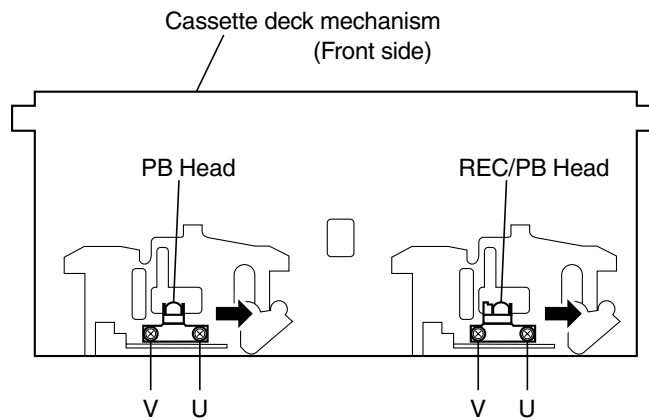 Cassette deck mechanism
(Front side)
PB Head
REC/PB Head
V U
V U